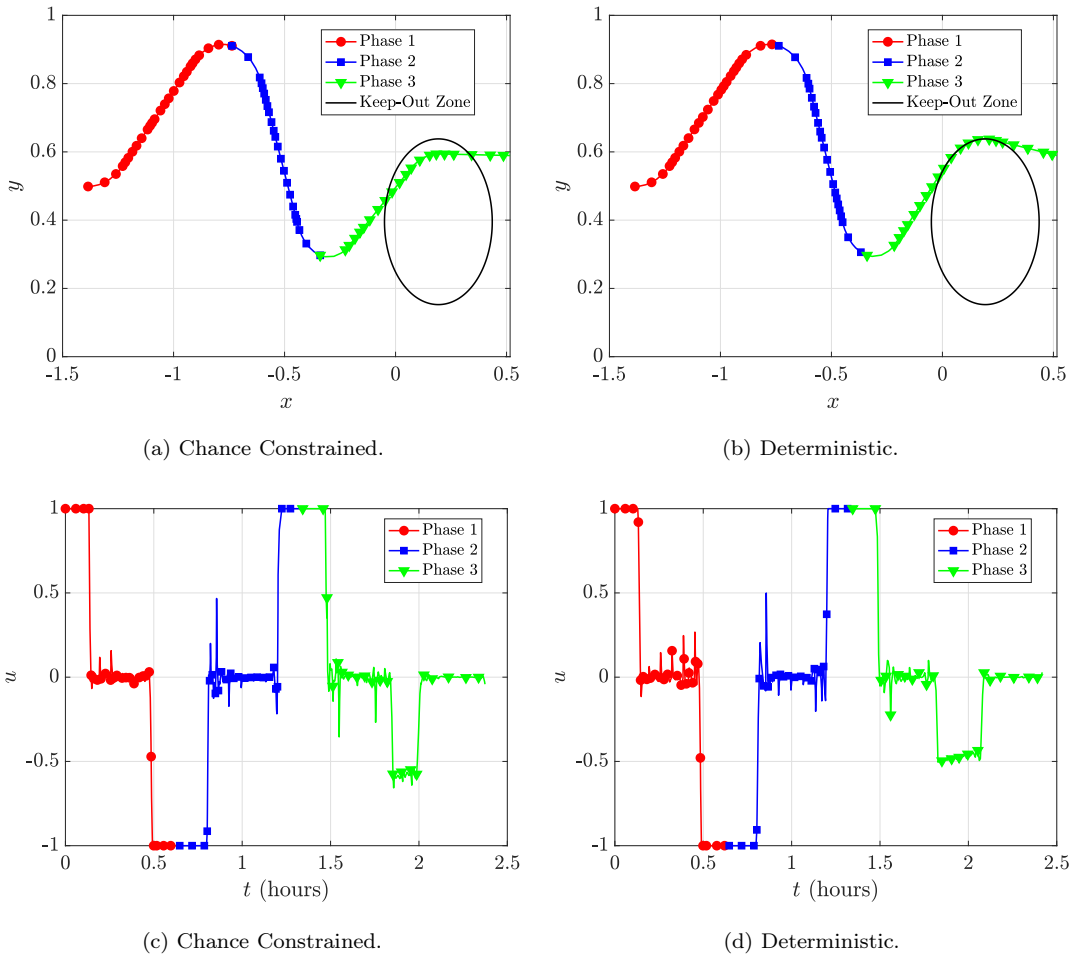 1
0.8
0.6
0.4
0.2
0
y
-1.5
-1
-0.5
0
0.5
x
Phase 1
Phase 2
Phase 3
Keep-Out Zone
(a) Chance Constrained.
1
0.8
0.6
0.4
0.2
0
y
-1.5
-1
-0.5
0
0.5
x
Phase 1
Phase 2
Phase 3
Keep-Out Zone
(b) Deterministic.
1
0.5
0
-0.5
-1
u
0
0.5
1
1.5
2
2.5
t (hours)
Phase 1
Phase 2
Phase 3
(c) Chance Constrained.
1
0.5
0
-0.5
-1
u
0
0.5
1
1.5
2
2.5
t (hours)
Phase 1
Phase 2
Phase 3
(d) Deterministic.